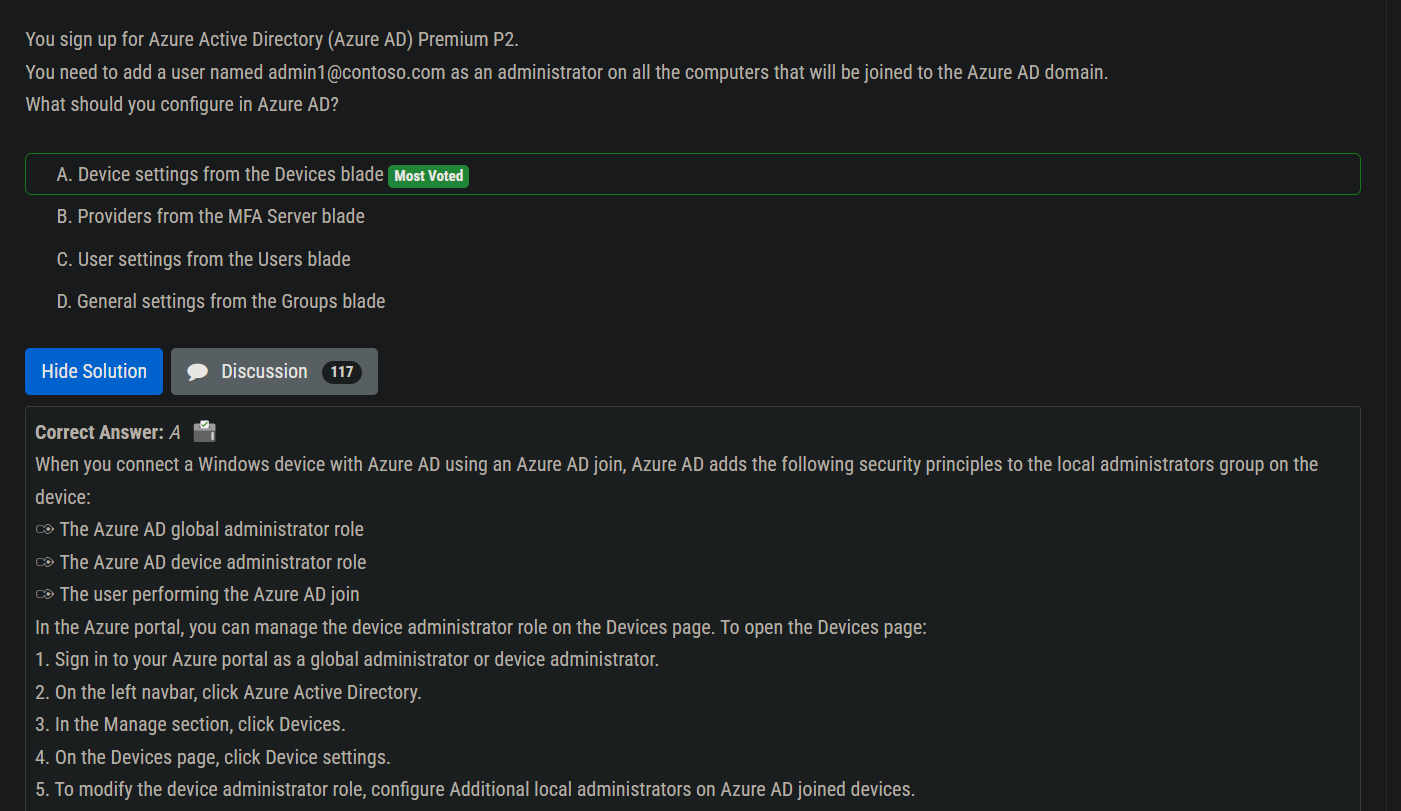 You sign up for Azure Active Directory (Azure AD) Premium P2.
You need to add a user named admin1@contoso.com as an administrator on all the computers that will be joined to the Azure AD domain.
What should you configure in Azure AD?
A. Device settings from the Devices blade Most Voted
B. Providers from the MFA Server blade
C. User settings from the Users blade
D. General settings from the Groups blade
Hide Solution Discussion 117
Correct Answer: A
When you connect a Windows device with Azure AD using an Azure AD join, Azure AD adds the following security principles to the local administrators group on the
device:
The Azure AD global administrator role
The Azure AD device administrator role
The user performing the Azure AD join
In the Azure portal, you can manage the device administrator role on the Devices page. To open the Devices page:
1. Sign in to your Azure portal as a global administrator or device administrator.
2. On the left navbar, click Azure Active Directory.
3. In the Manage section, click Devices.
4. On the Devices page, click Device settings.
5. To modify the device administrator role, configure Additional local administrators on Azure AD joined devices.